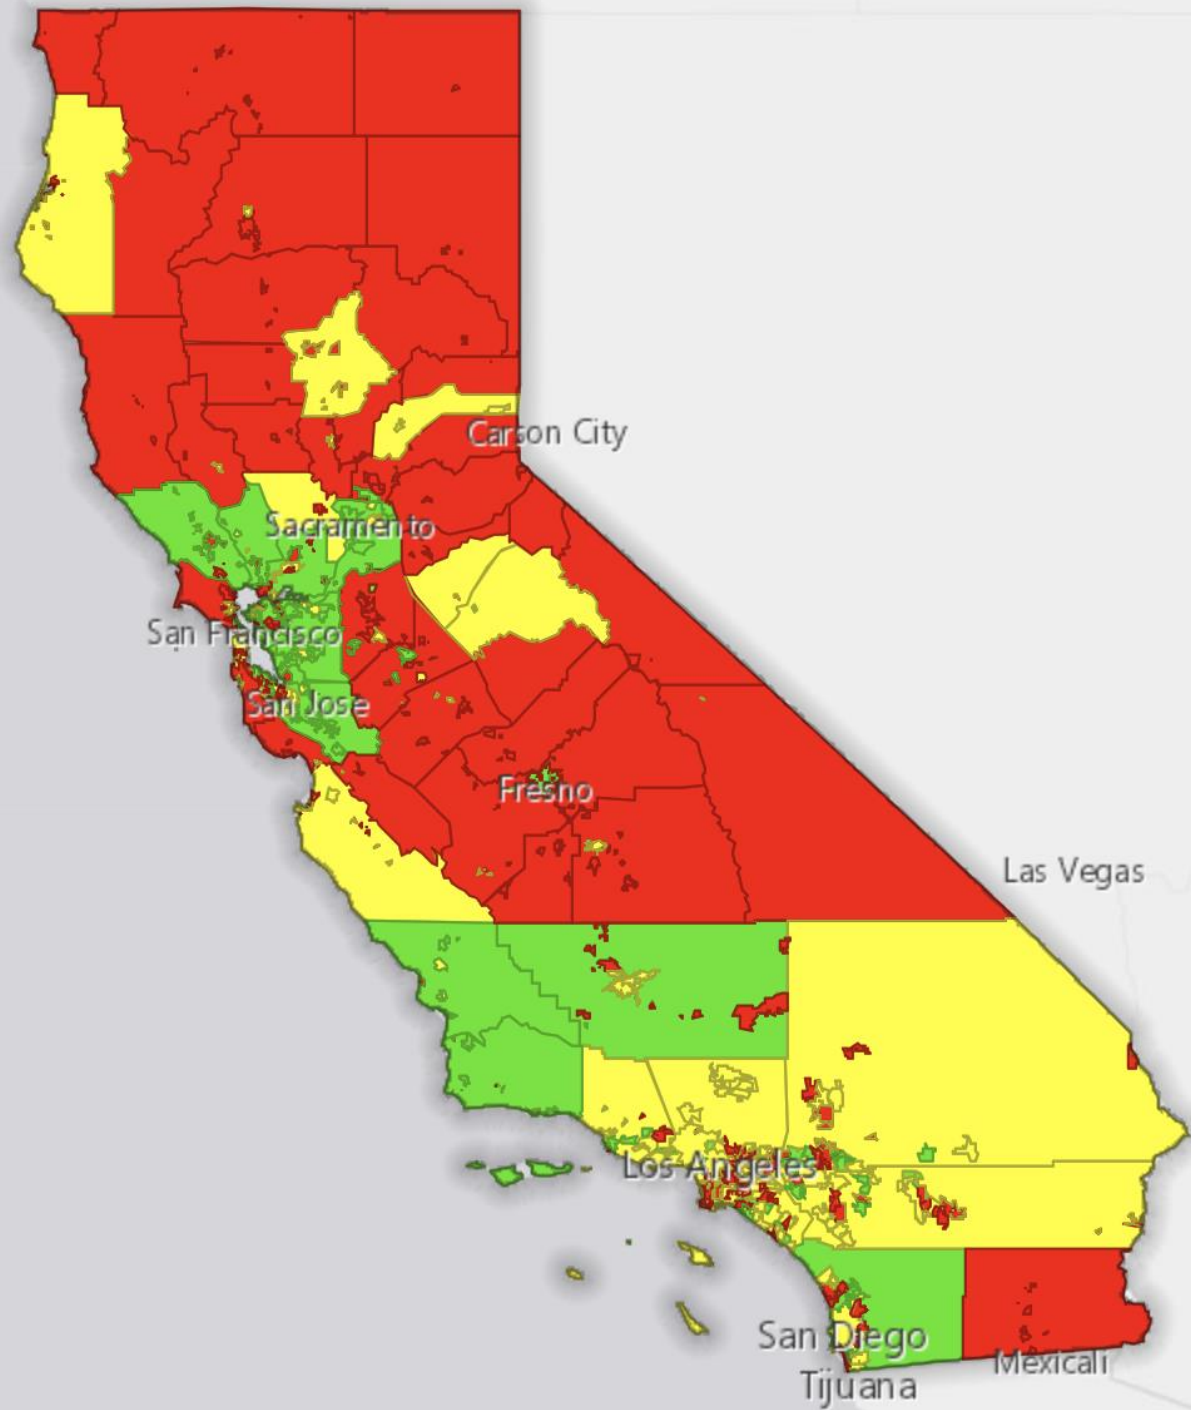 Carson City
Sacramento
San Francisco
San Jose
Fresno
Las Vegas
Los Angeles
San Diego
Mexicali
Tijuana